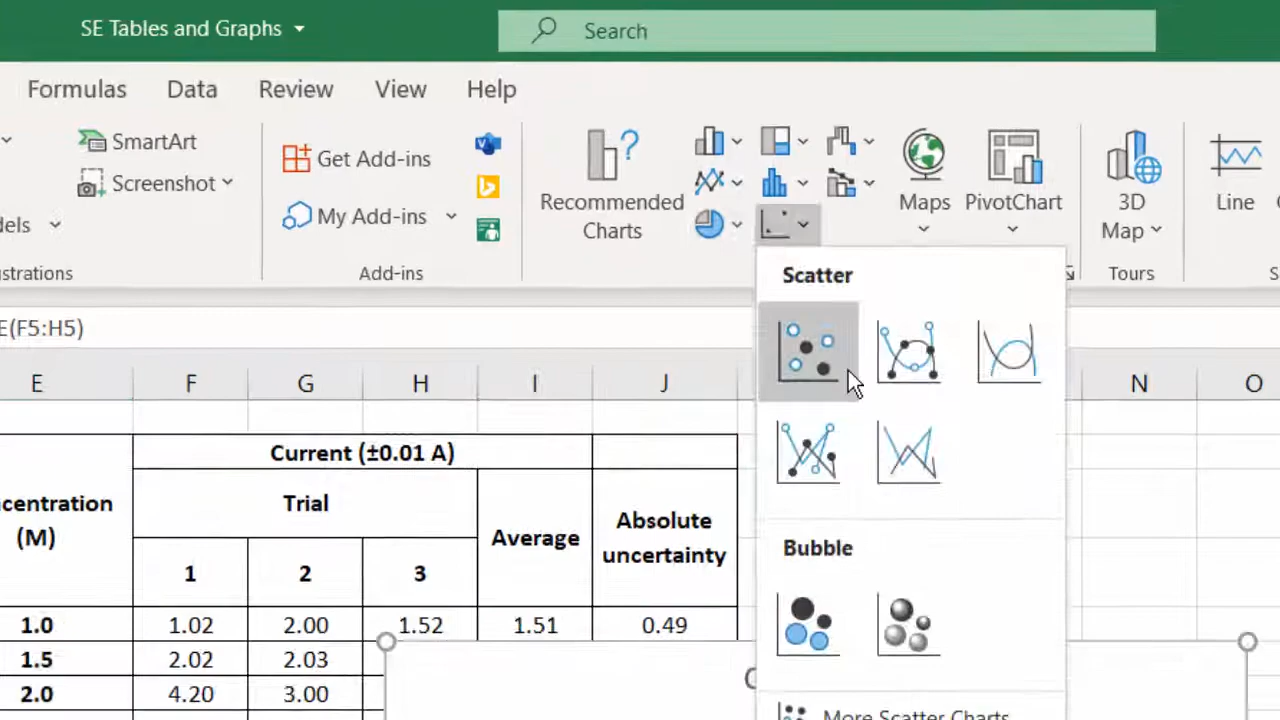 SE Tables and Graphs
Search
Formulas Data Review View Help
SmartArt
Screenshot
Get Add-ins
My Add-ins
Recommended
Charts
Maps
PivotChart
3D
Map
Line
Add-ins
Tours
Scatter
E(F5:H5)
E F G H I J N O
Current (±0.01 A)
(M)
Trial
Average
Absolute
uncertainty
1 2 3
Bubble
1.0 1.02 2.00 1.52 1.51 0.49
1.5 2.02 2.03
2.0 4.20 3.00
More Scatter Charts